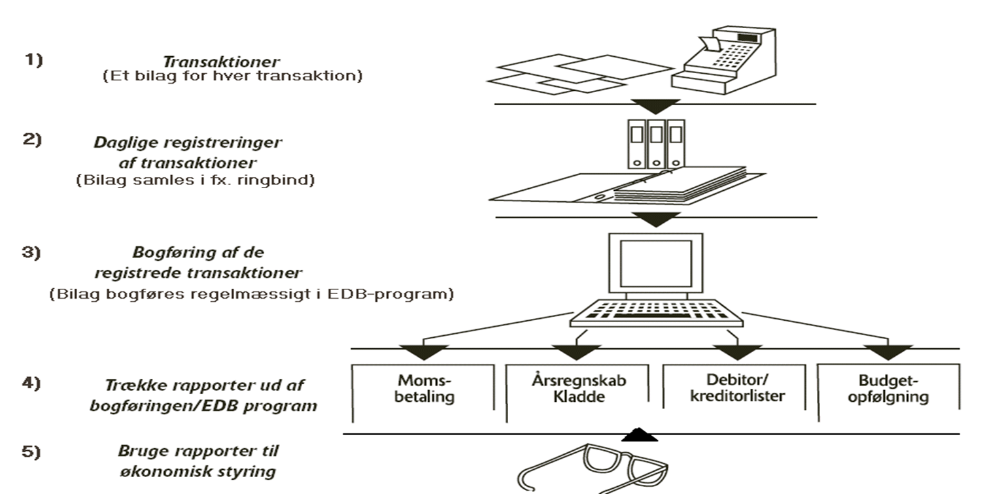 1)
Transaktioner
(Et bilag for hver transaktion)
2)
Daglige registreringer
af transaktioner
(Bilag samles i fx. ringbind)
3)
Bogføring af de
registrede transaktioner
(Bilag bogføres regelmæssigt i EDB-program)
4)
Trække rapporter ud af
bogføringen/EDB program
Moms-
betaling
Årsregnskab
Kladde
Debitor/
kreditorlister
Budget-
opfølgning
5)
Bruge rapporter til
økonomisk styring